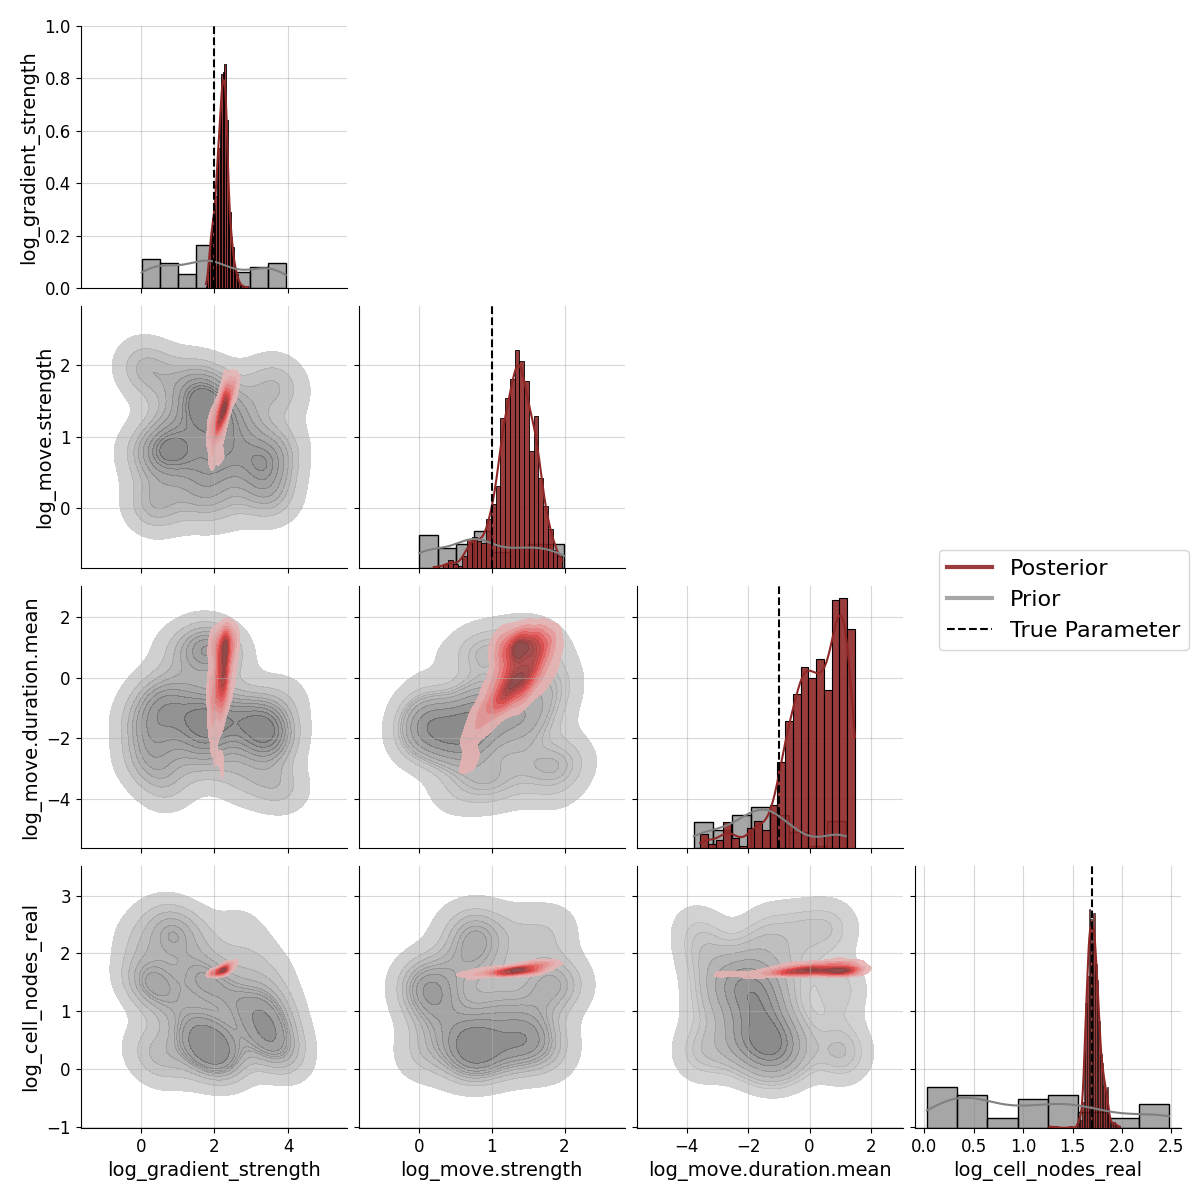 1.0
0.8
0.6
0.4
0.2
0.0
log_gradient_strength
2
1
0
log_move.strength
2
0
−2
−4
log_move.duration.mean
Posterior
Prior
True Parameter
3
2
1
0
−1
log_cell_nodes_real
0 2 4
log_gradient_strength
0 1 2
log_move.strength
−4 −2 0 2
log_move.duration.mean
0.0 0.5 1.0 1.5 2.0 2.5
log_cell_nodes_real